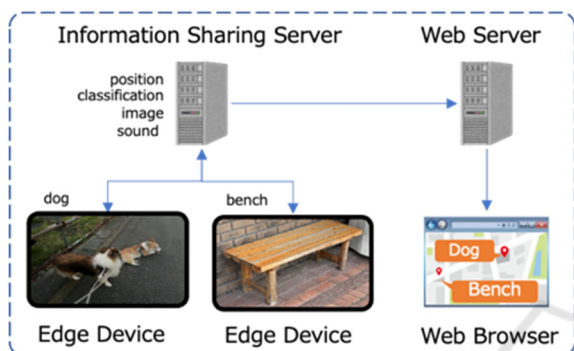 Information Sharing Server
Web Server
position
classification
image
sound
dog
bench
Dog
Bench
Edge Device
Edge Device
Web Browser